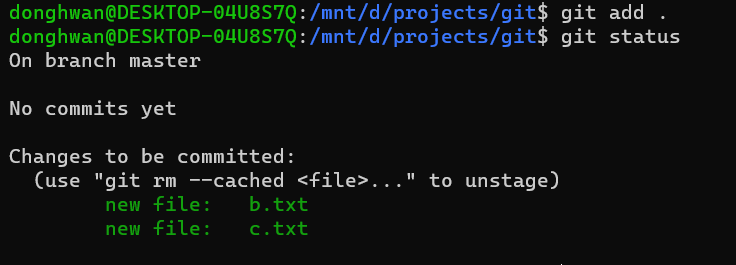 donghwan@DESKTOP-04U8S7Q:/mnt/d/projects/git$ git add .
donghwan@DESKTOP-04U8S7Q:/mnt/d/projects/git$ git status
On branch master
No commits yet
Changes to be committed:
  (use "git rm --cached <file>..." to unstage)
        new file:   b.txt
        new file:   c.txt